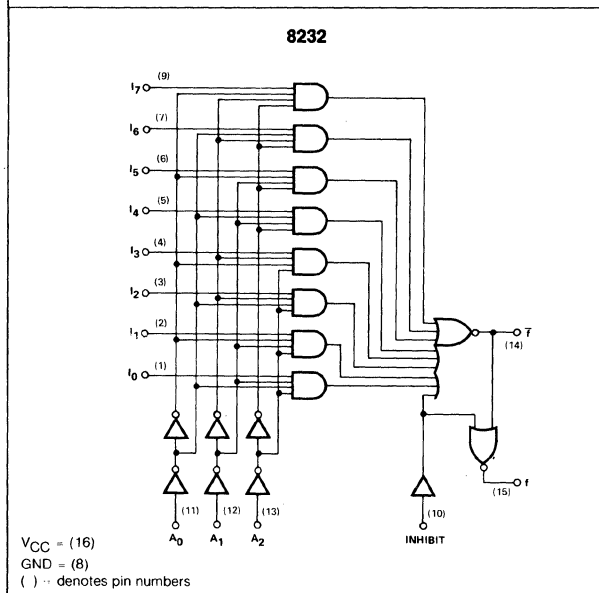 8232
I7 (9)
I6 (7)
I5 (6)
I4 (5)
I3 (4)
I2 (3)
I1 (2)
I0 (1)
f̅
(14)
f
(15)
(11) (12) (13) (10)
A0 A1 A2 INHIBIT
VCC = (16)
GND = (8)
( ) -- denotes pin numbers